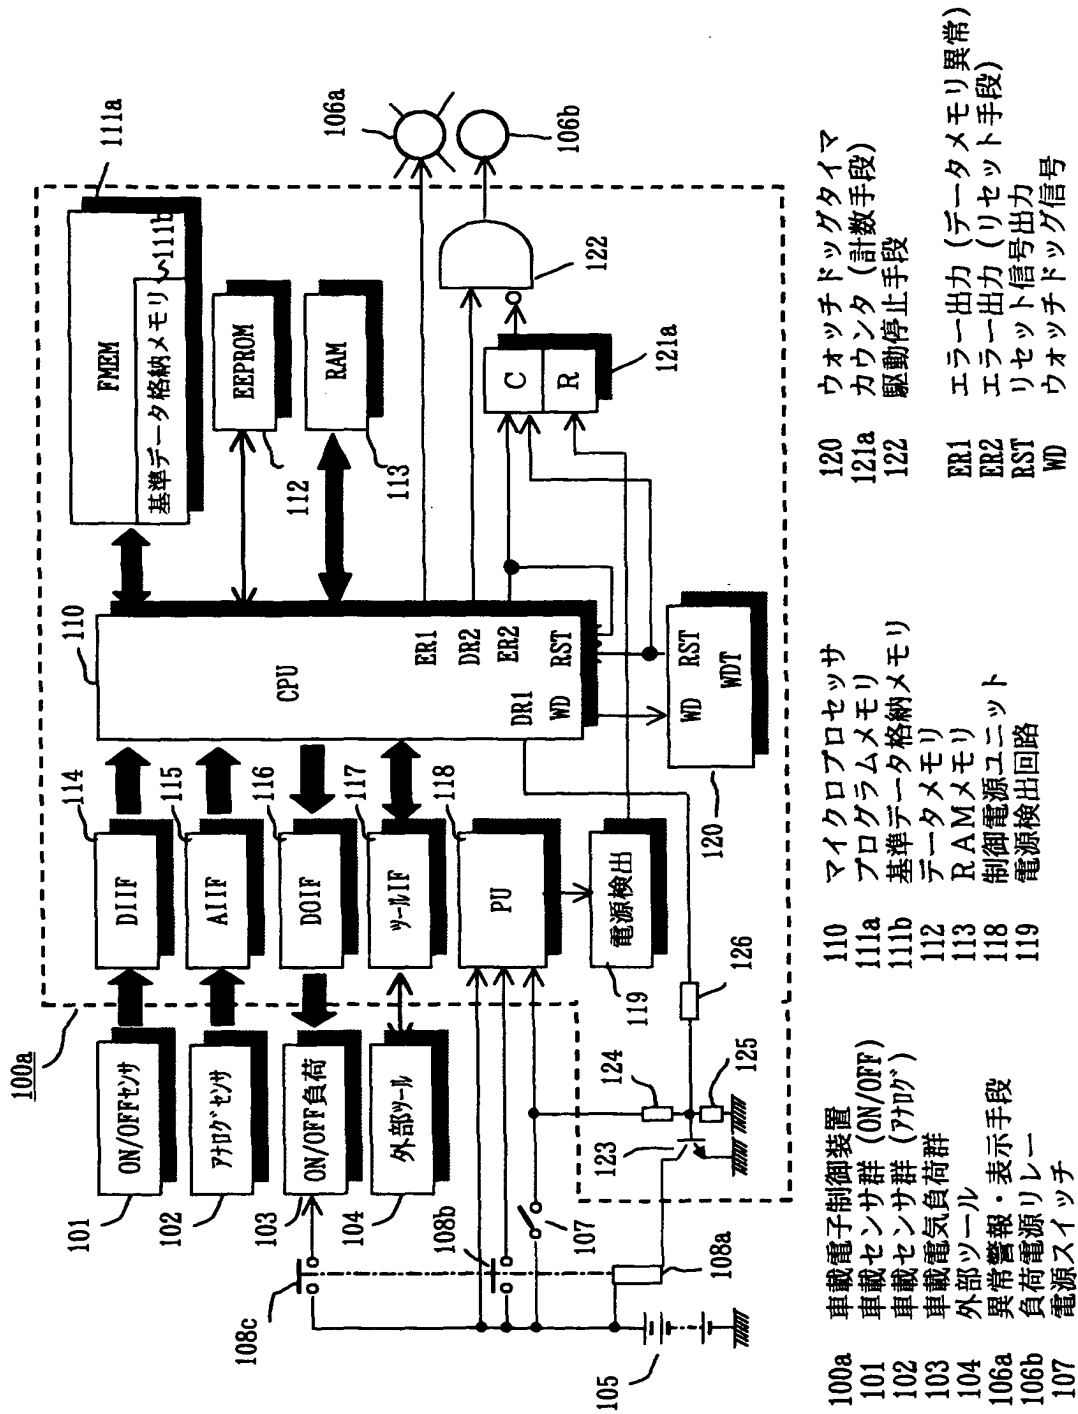 100a
101
ON/OFFセンサ
114
DIIF
102
アナログセンサ
115
AIIF
103
ON/OFF負荷
116
DOIF
104
外部ツール
117
ツールIF
118
PU
119
電源検出
110
CPU
ER1
DR2
ER2
RST
DR1
WD
FMEM
111a
基準データ格納メモリ
111b
EEPROM
112
RAM
113
106a
106b
122
C
R
121a
WD
RST
WDT
120
108c
108b
107
108a
105
123
124
125
126
100a 車載電子制御装置
101 車載センサ群 (ON/OFF)
102 車載センサ群 (アナログ)
103 車載電気負荷群
104 外部ツール
106a 異常警報・表示手段
106b 負荷電源リレー
107 電源スイッチ
110 マイクロプロセッサ
111a プログラムメモリ
111b 基準データ格納メモリ
112 データメモリ
113 RAMメモリ
118 制御電源ユニット
119 電源検出回路
120 ウォッチドッグタイマ
121a カウンタ (計数手段)
122 駆動停止手段
ER1 エラー出力 (データメモリ異常)
ER2 エラー出力 (リセット手段)
RST リセット信号出力
WD ウォッチドッグ信号